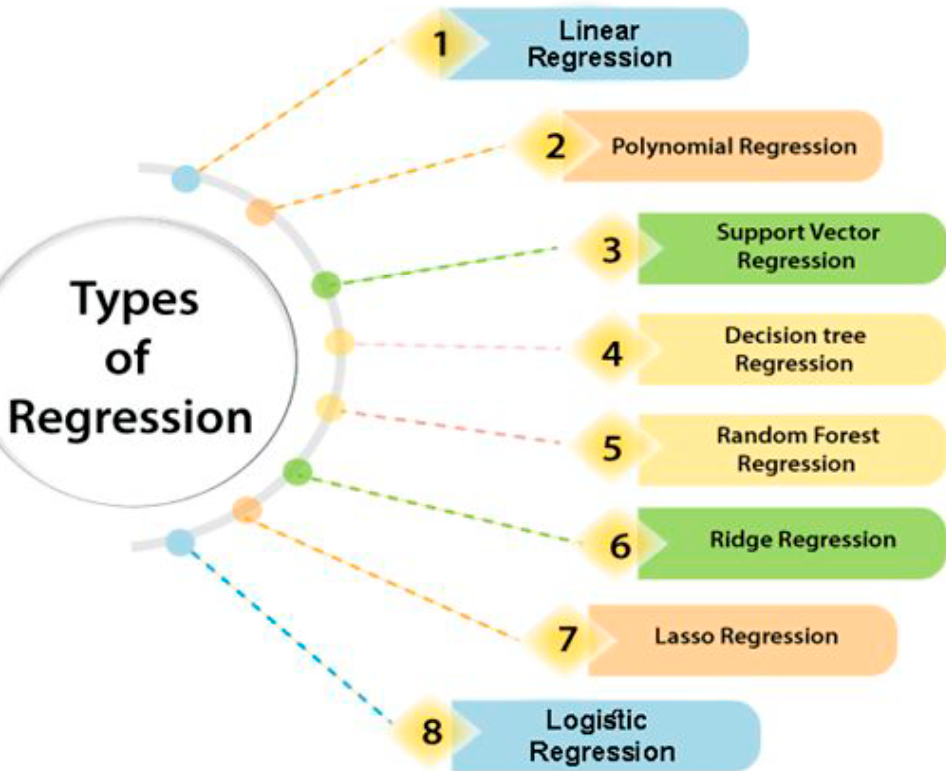 Types
of
Regression
1
Linear
Regression
2
Polynomial Regression
3
Support Vector
Regression
4
Decision tree
Regression
5
Random Forest
Regression
6
Ridge Regression
7
Lasso Regression
8
Logistic
Regression